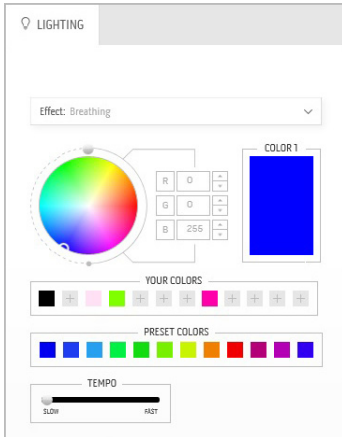 LIGHTING
Effect: Breathing
COLOR 1
R 0
G 0
B 255
YOUR COLORS
PRESET COLORS
TEMPO
SLOW FAST